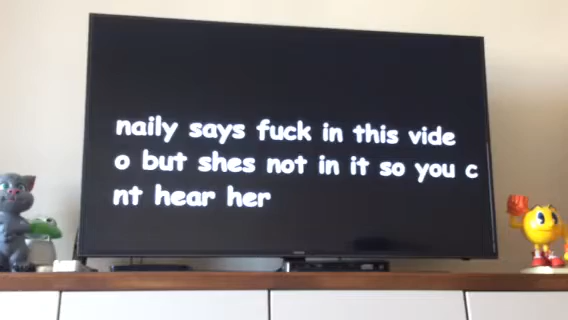 naily says fuck in this vide
o but shes not in it so you c
nt hear her